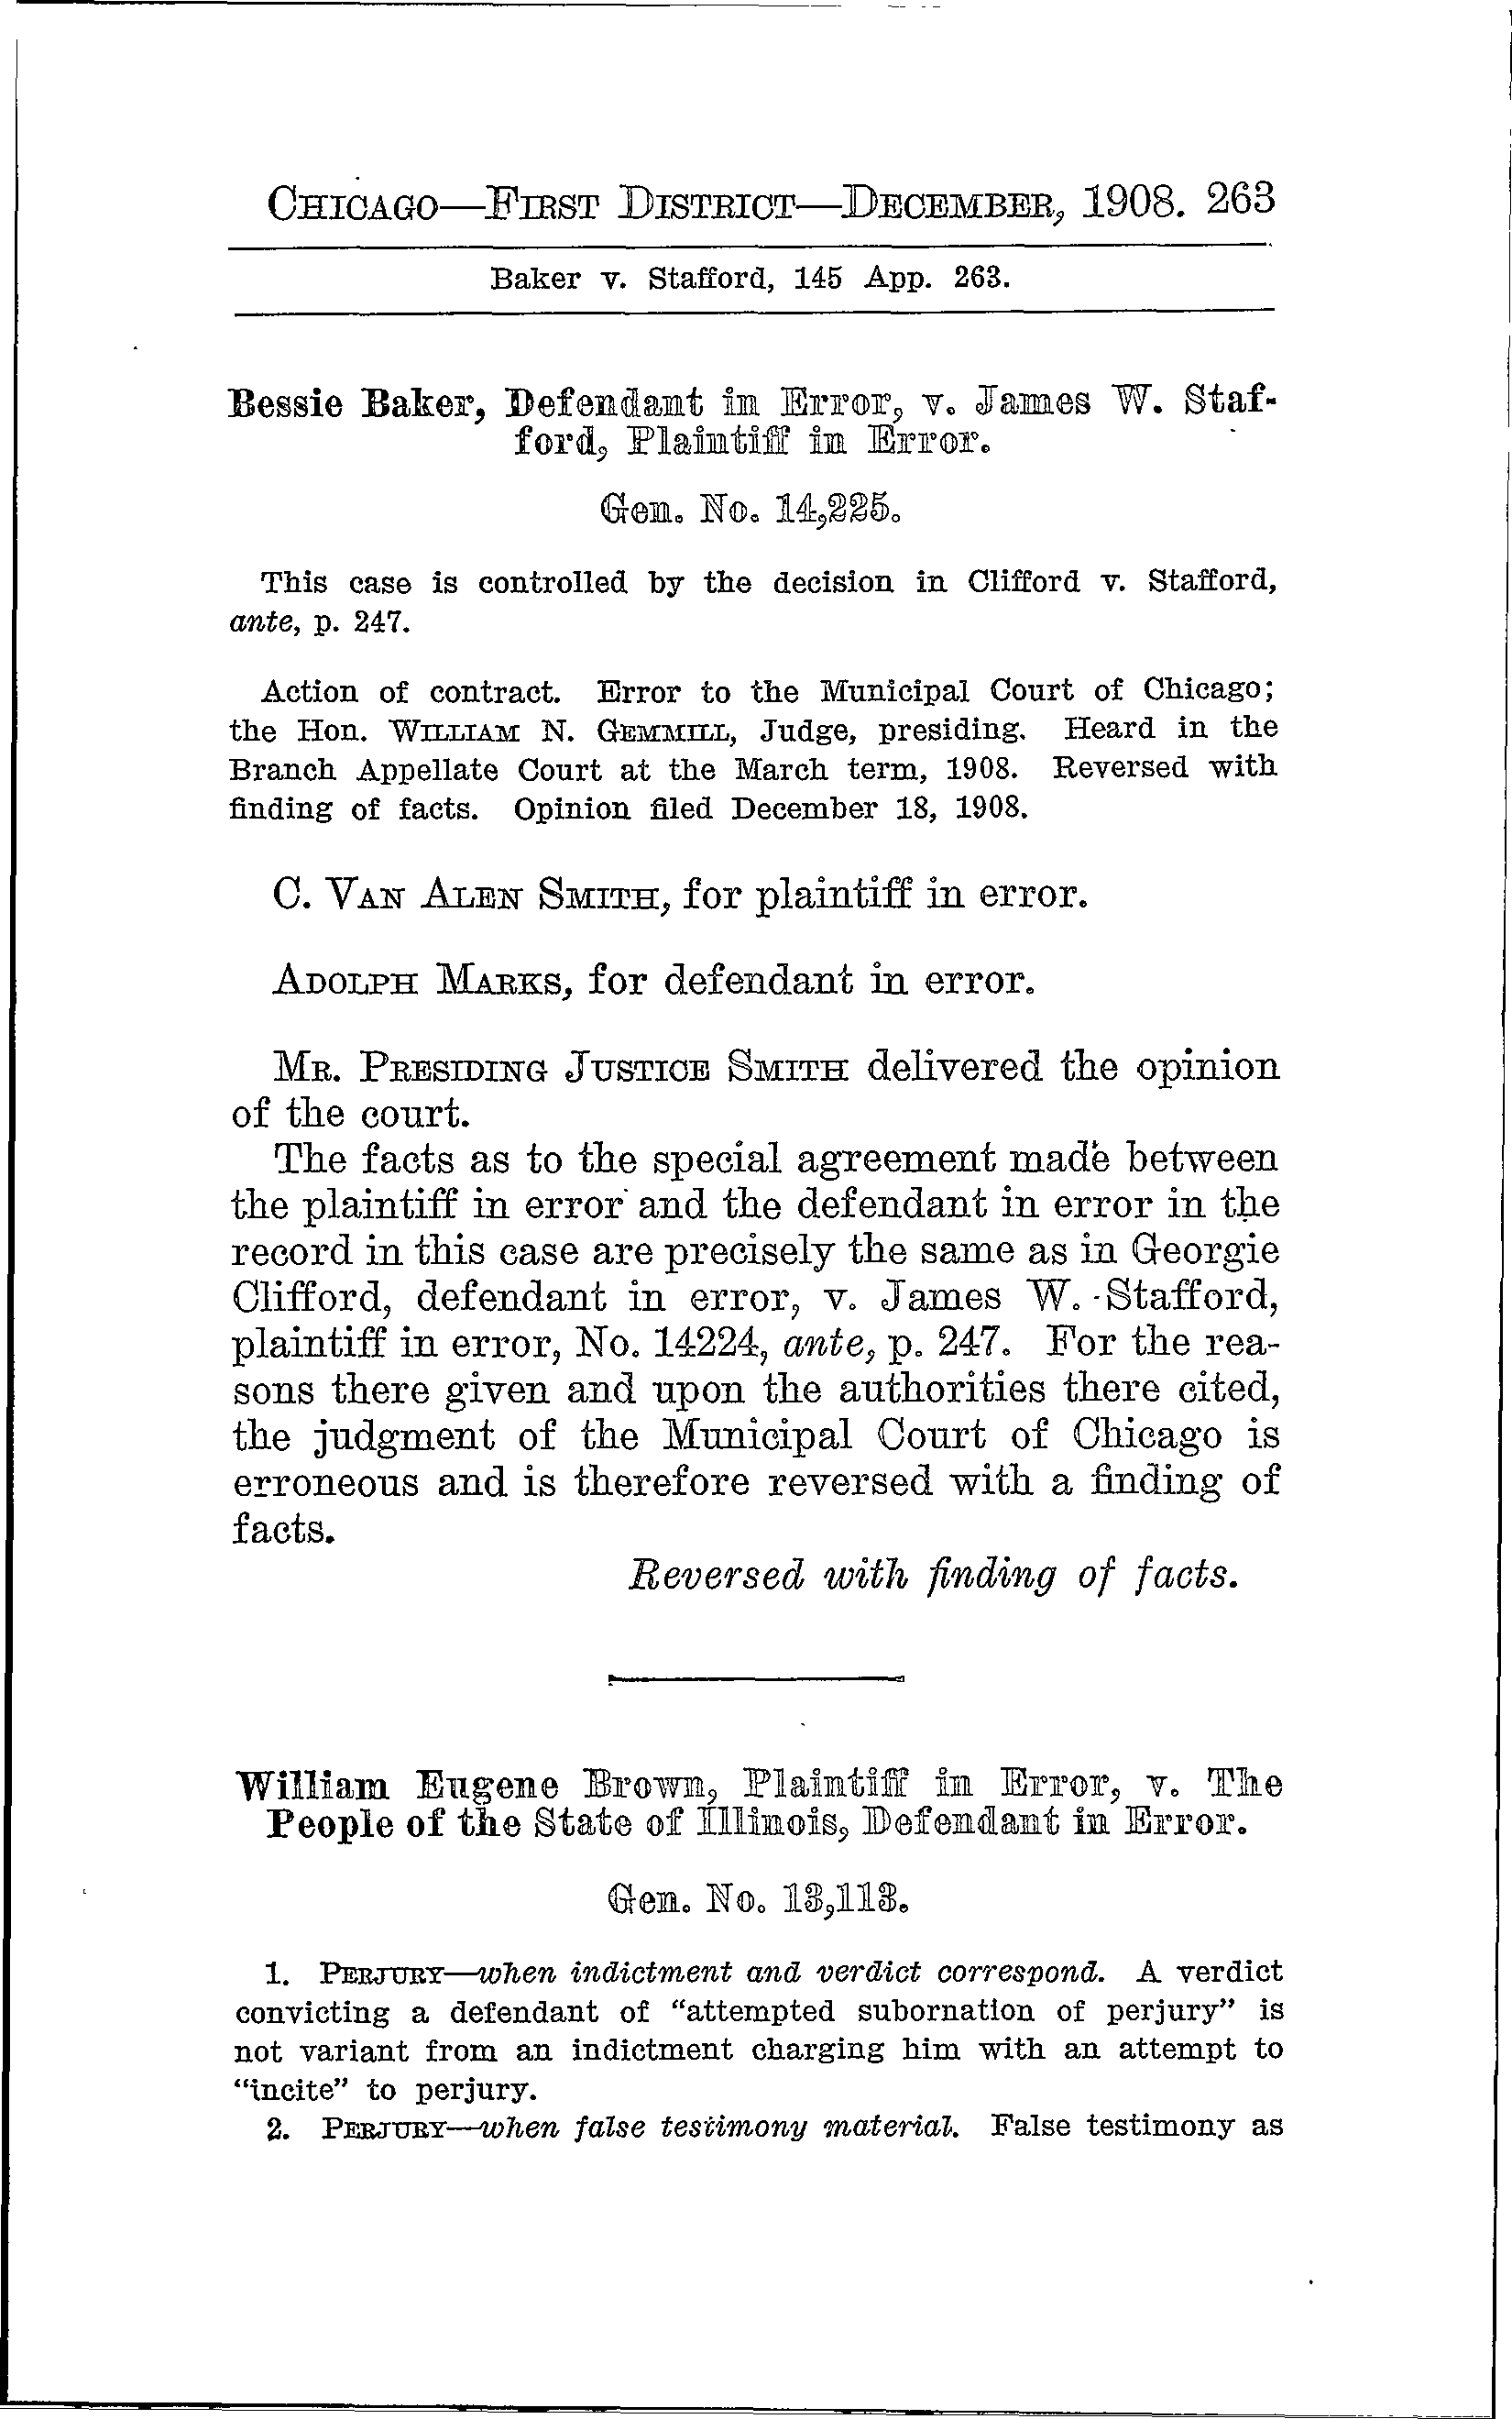 CHICAGO—FIRST DISTRICT—DECEMBER, 1908. 263
Baker v. Stafford, 145 App. 263.
Bessie Baker, Defendant in Error, v. James W. Staf-
ford, Plaintiff in Error.
Gen. No. 14,225.
This case is controlled by the decision in Clifford v. Stafford,
ante, p. 247.
Action of contract. Error to the Municipal Court of Chicago;
the Hon. WILLIAM N. GEMMILL, Judge, presiding. Heard in the
Branch Appellate Court at the March term, 1908. Reversed with
finding of facts. Opinion filed December 18, 1908.
C. VAN ALEN SMITH, for plaintiff in error.
ADOLPH MARKS, for defendant in error.
MR. PRESIDING JUSTICE SMITH delivered the opinion
of the court.
The facts as to the special agreement made between
the plaintiff in error and the defendant in error in the
record in this case are precisely the same as in Georgie
Clifford, defendant in error, v. James W. Stafford,
plaintiff in error, No. 14224, ante, p. 247. For the rea-
sons there given and upon the authorities there cited,
the judgment of the Municipal Court of Chicago is
erroneous and is therefore reversed with a finding of
facts.
Reversed with finding of facts.
William Eugene Brown, Plaintiff in Error, v. The
People of the State of Illinois, Defendant in Error.
Gen. No. 13,113.
1. PERJURY—when indictment and verdict correspond. A verdict
convicting a defendant of "attempted subornation of perjury" is
not variant from an indictment charging him with an attempt to
"incite" to perjury.
2. PERJURY—when false testimony material. False testimony as